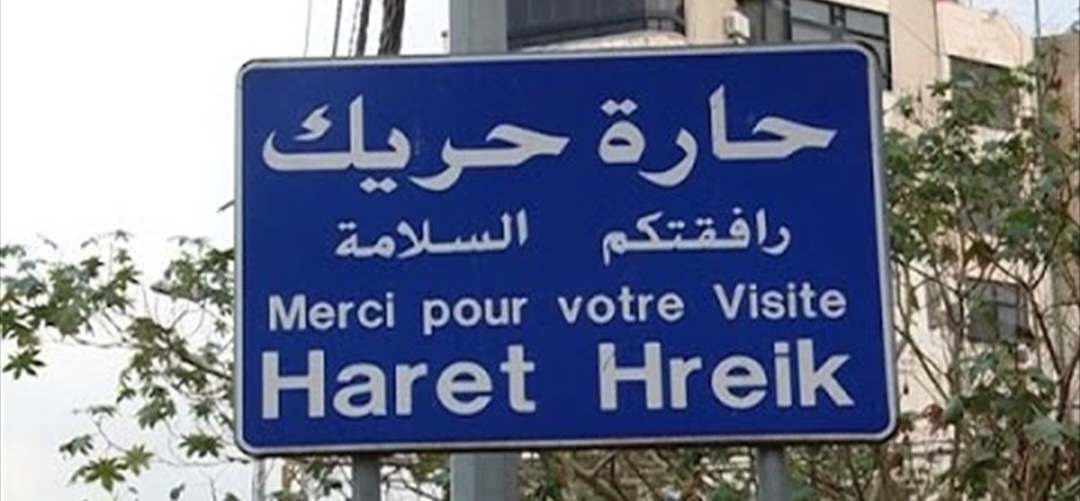 حارة حريك
رافقتكم السلامة
Merci pour votre Visite
Haret Hreik